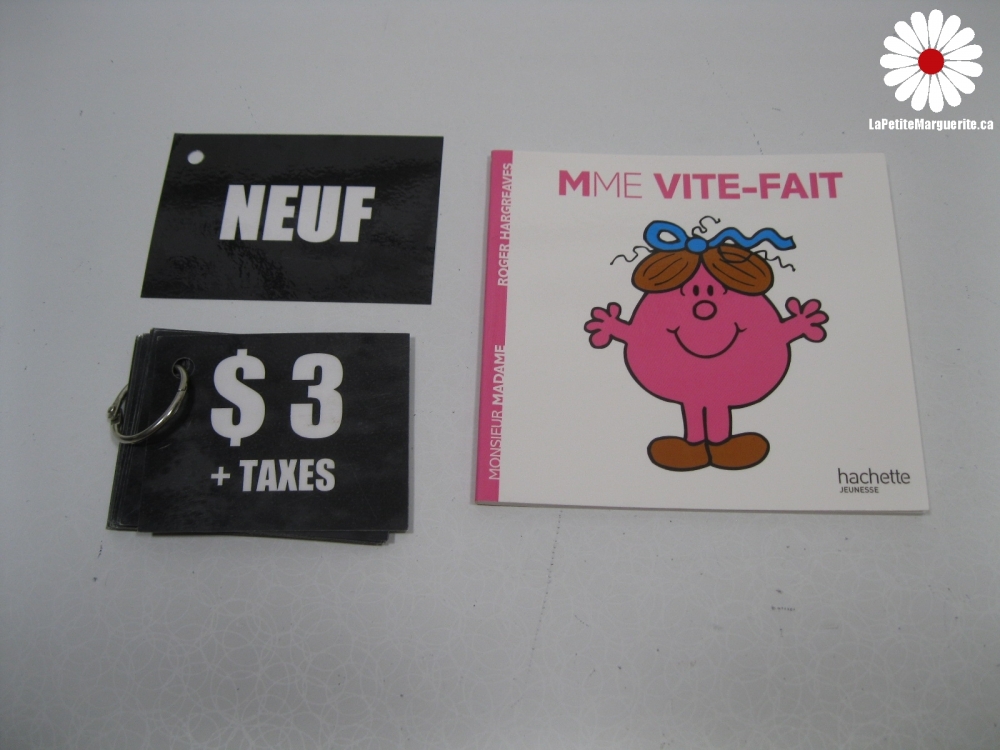 LaPetiteMarguerite.ca
NEUF
$ 3
+ TAXES
MME VITE-FAIT
MONSIEUR MADAME ROGER HARGREAVES
hachette
JEUNESSE